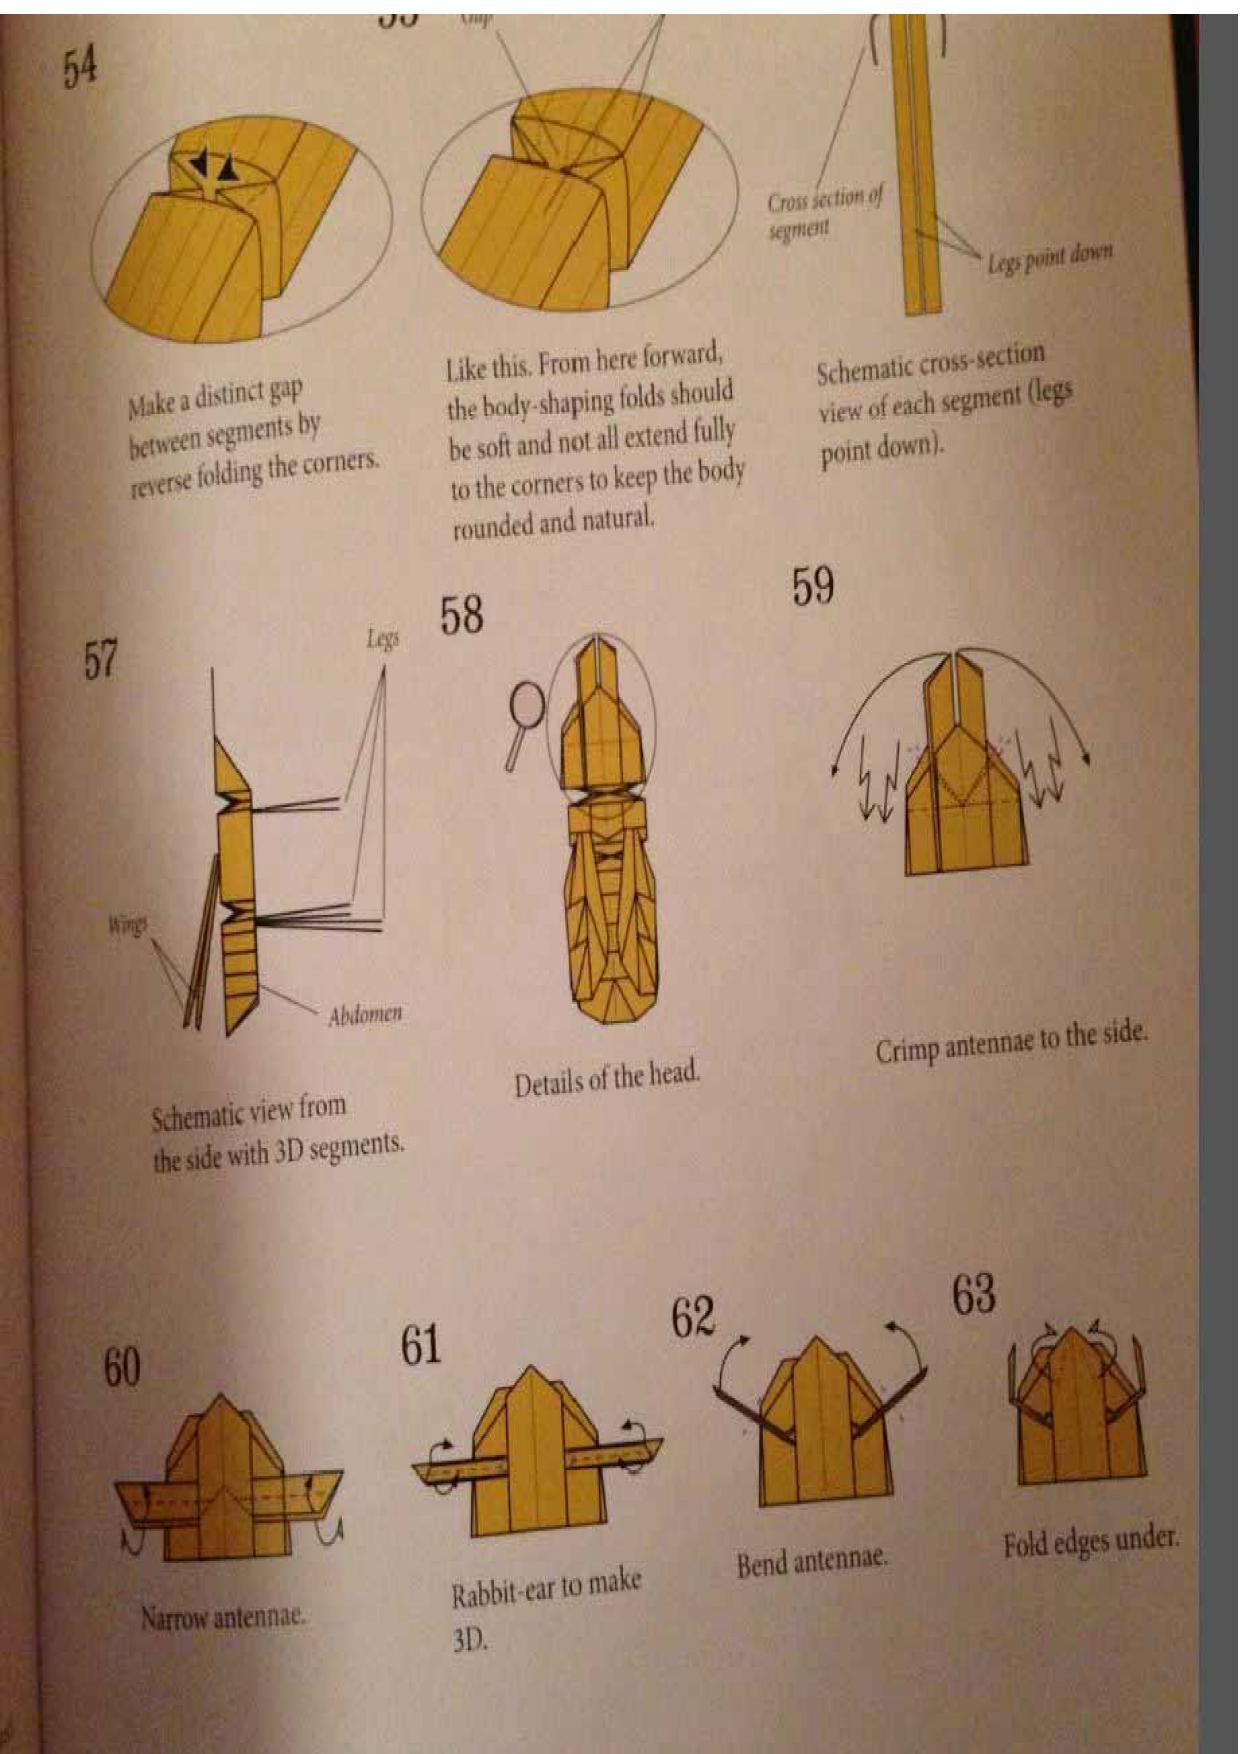 54
55
Gap
Cross section of
segment
Legs point down
Make a distinct gap
between segments by
reverse folding the corners.
Like this. From here forward,
the body-shaping folds should
be soft and not all extend fully
to the corners to keep the body
rounded and natural.
Schematic cross-section
view of each segment (legs
point down).
57
Legs
Wings
Abdomen
Schematic view from
the side with 3D segments.
58
Details of the head.
59
Crimp antennae to the side.
60
Narrow antennae.
61
Rabbit-ear to make
3D.
62
Bend antennae.
63
Fold edges under.